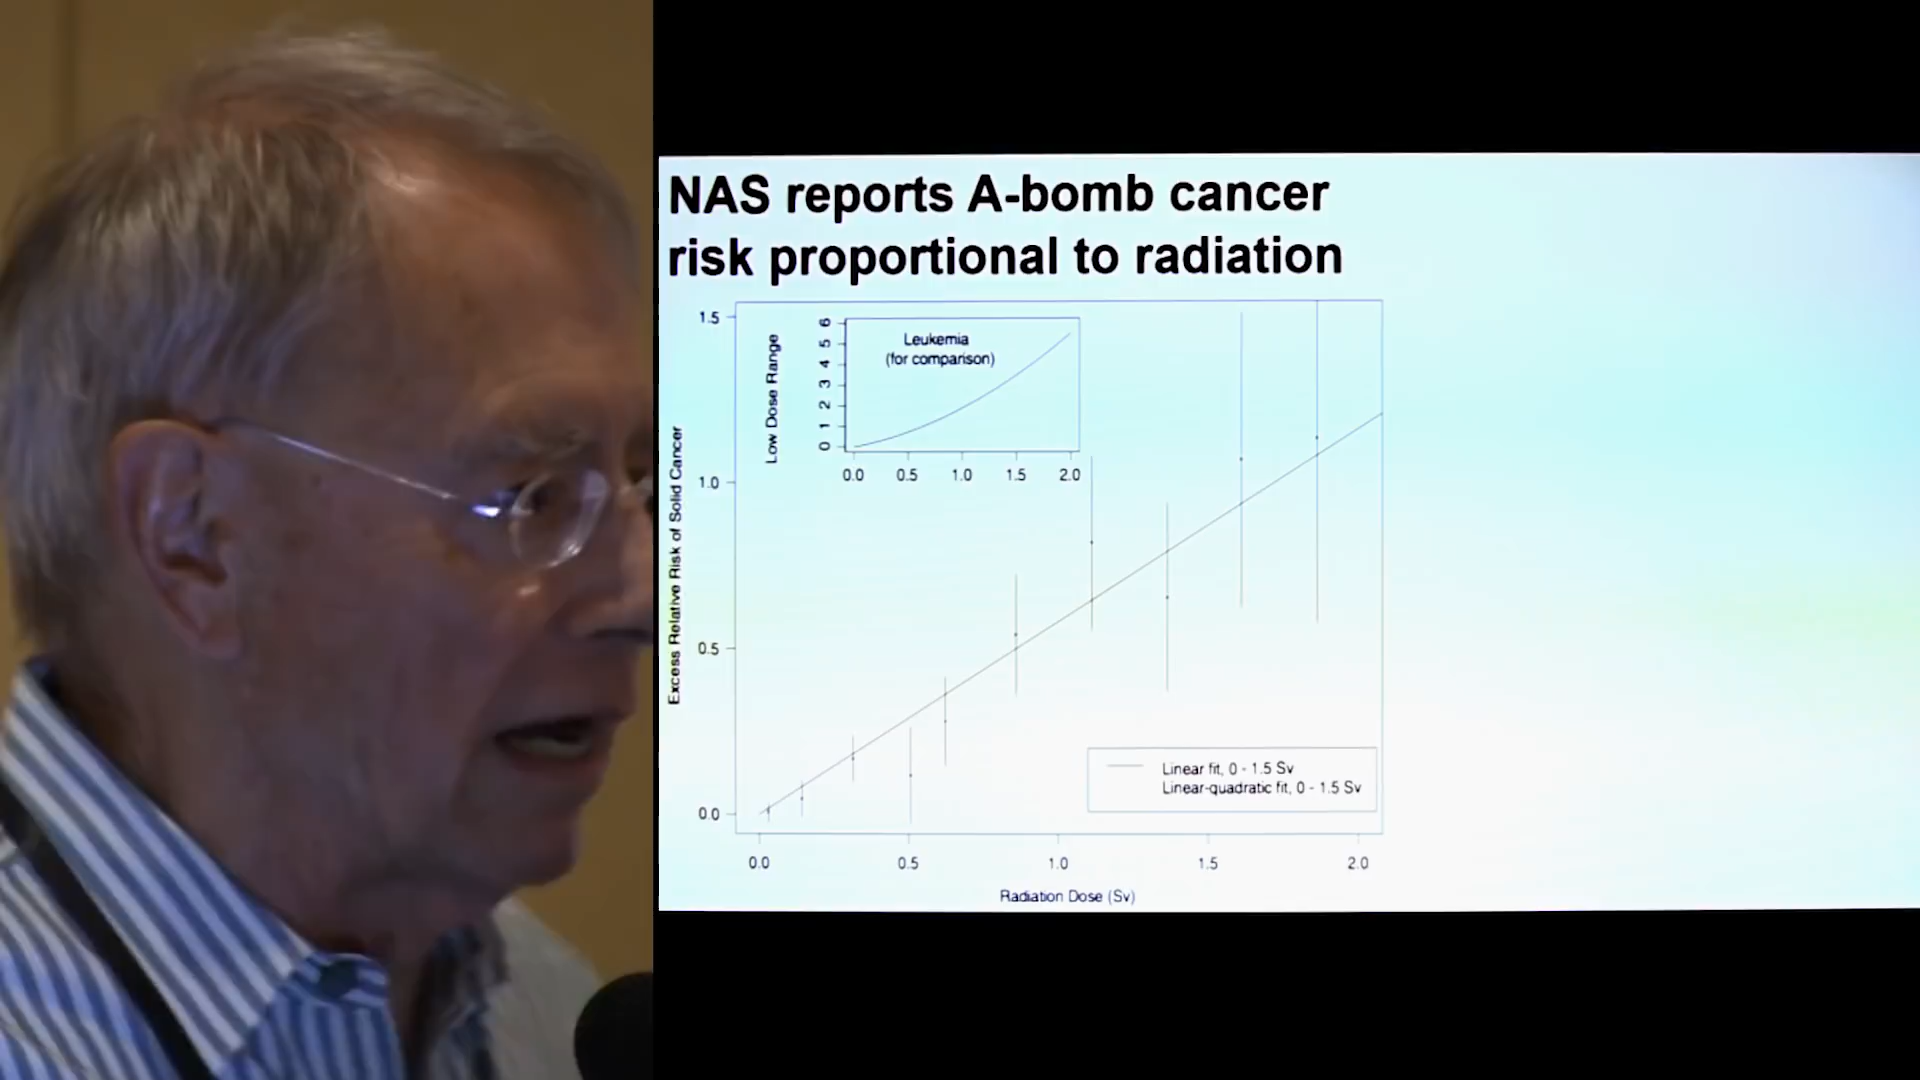 NAS reports A-bomb cancer
risk proportional to radiation
1.5
1.0
0.5
0.0
Excess Relative Risk of Solid Cancer
Low Dose Range
6
5
4
3
2
1
0
Leukemia
(for comparison)
0.0 0.5 1.0 1.5 2.0
Linear fit, 0 - 1.5 Sv
Linear-quadratic fit, 0 - 1.5 Sv
0.0 0.5 1.0 1.5 2.0
Radiation Dose (Sv)